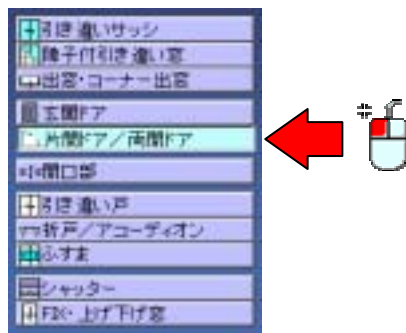 引き違いサッシ
障子付引き違い窓
出窓・コーナー出窓
玄関ドア
片開ドア／両開ドア
開口部
引き違い戸
折戸／アコーディオン
ふすま
シャッター
FIX・上げ下げ窓